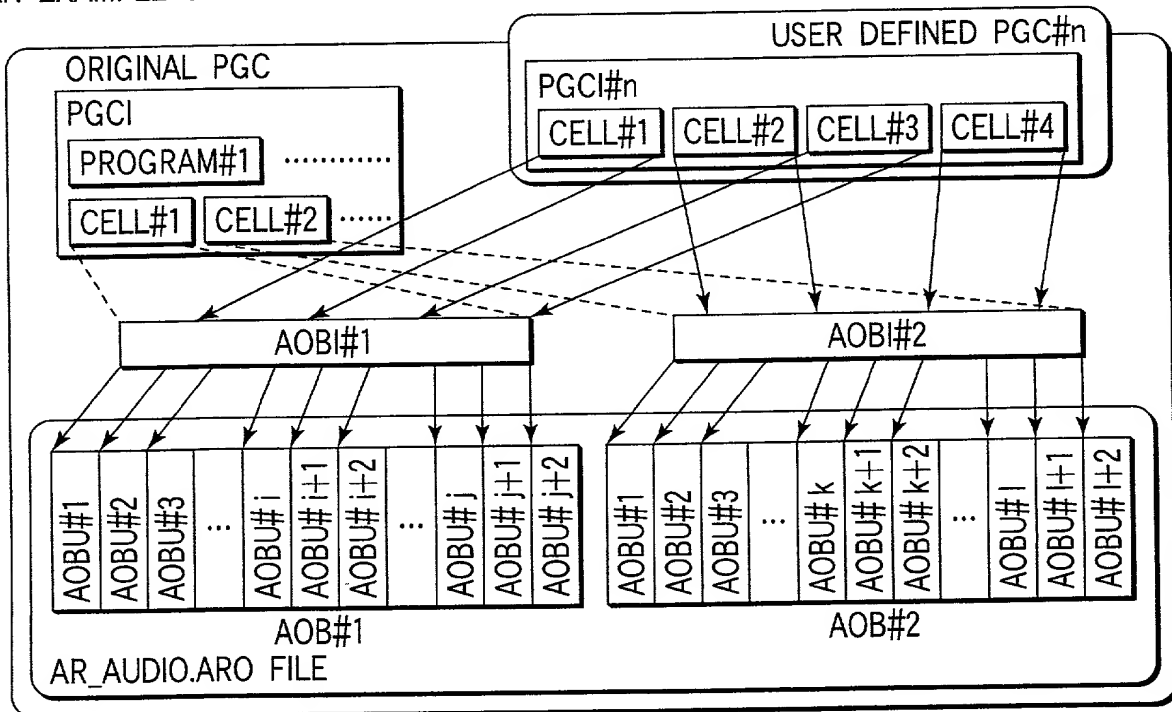 USER DEFINED PGC#n
ORIGINAL PGC
PGCI#n
PGCI
CELL#1 CELL#2 CELL#3 CELL#4
PROGRAM#1 ............
CELL#1 CELL#2 ......
AOBI#1 AOBI#2
AOBU#1 AOBU#2 AOBU#3 ... AOBU#i AOBU#i+1 AOBU#i+2 ... AOBU#j AOBU#j+1 AOBU#j+2
AOBU#1 AOBU#2 AOBU#3 ... AOBU#k AOBU#k+1 AOBU#k+2 ... AOBU#l AOBU#l+1 AOBU#l+2
AOB#1 AOB#2
AR_AUDIO.ARO FILE